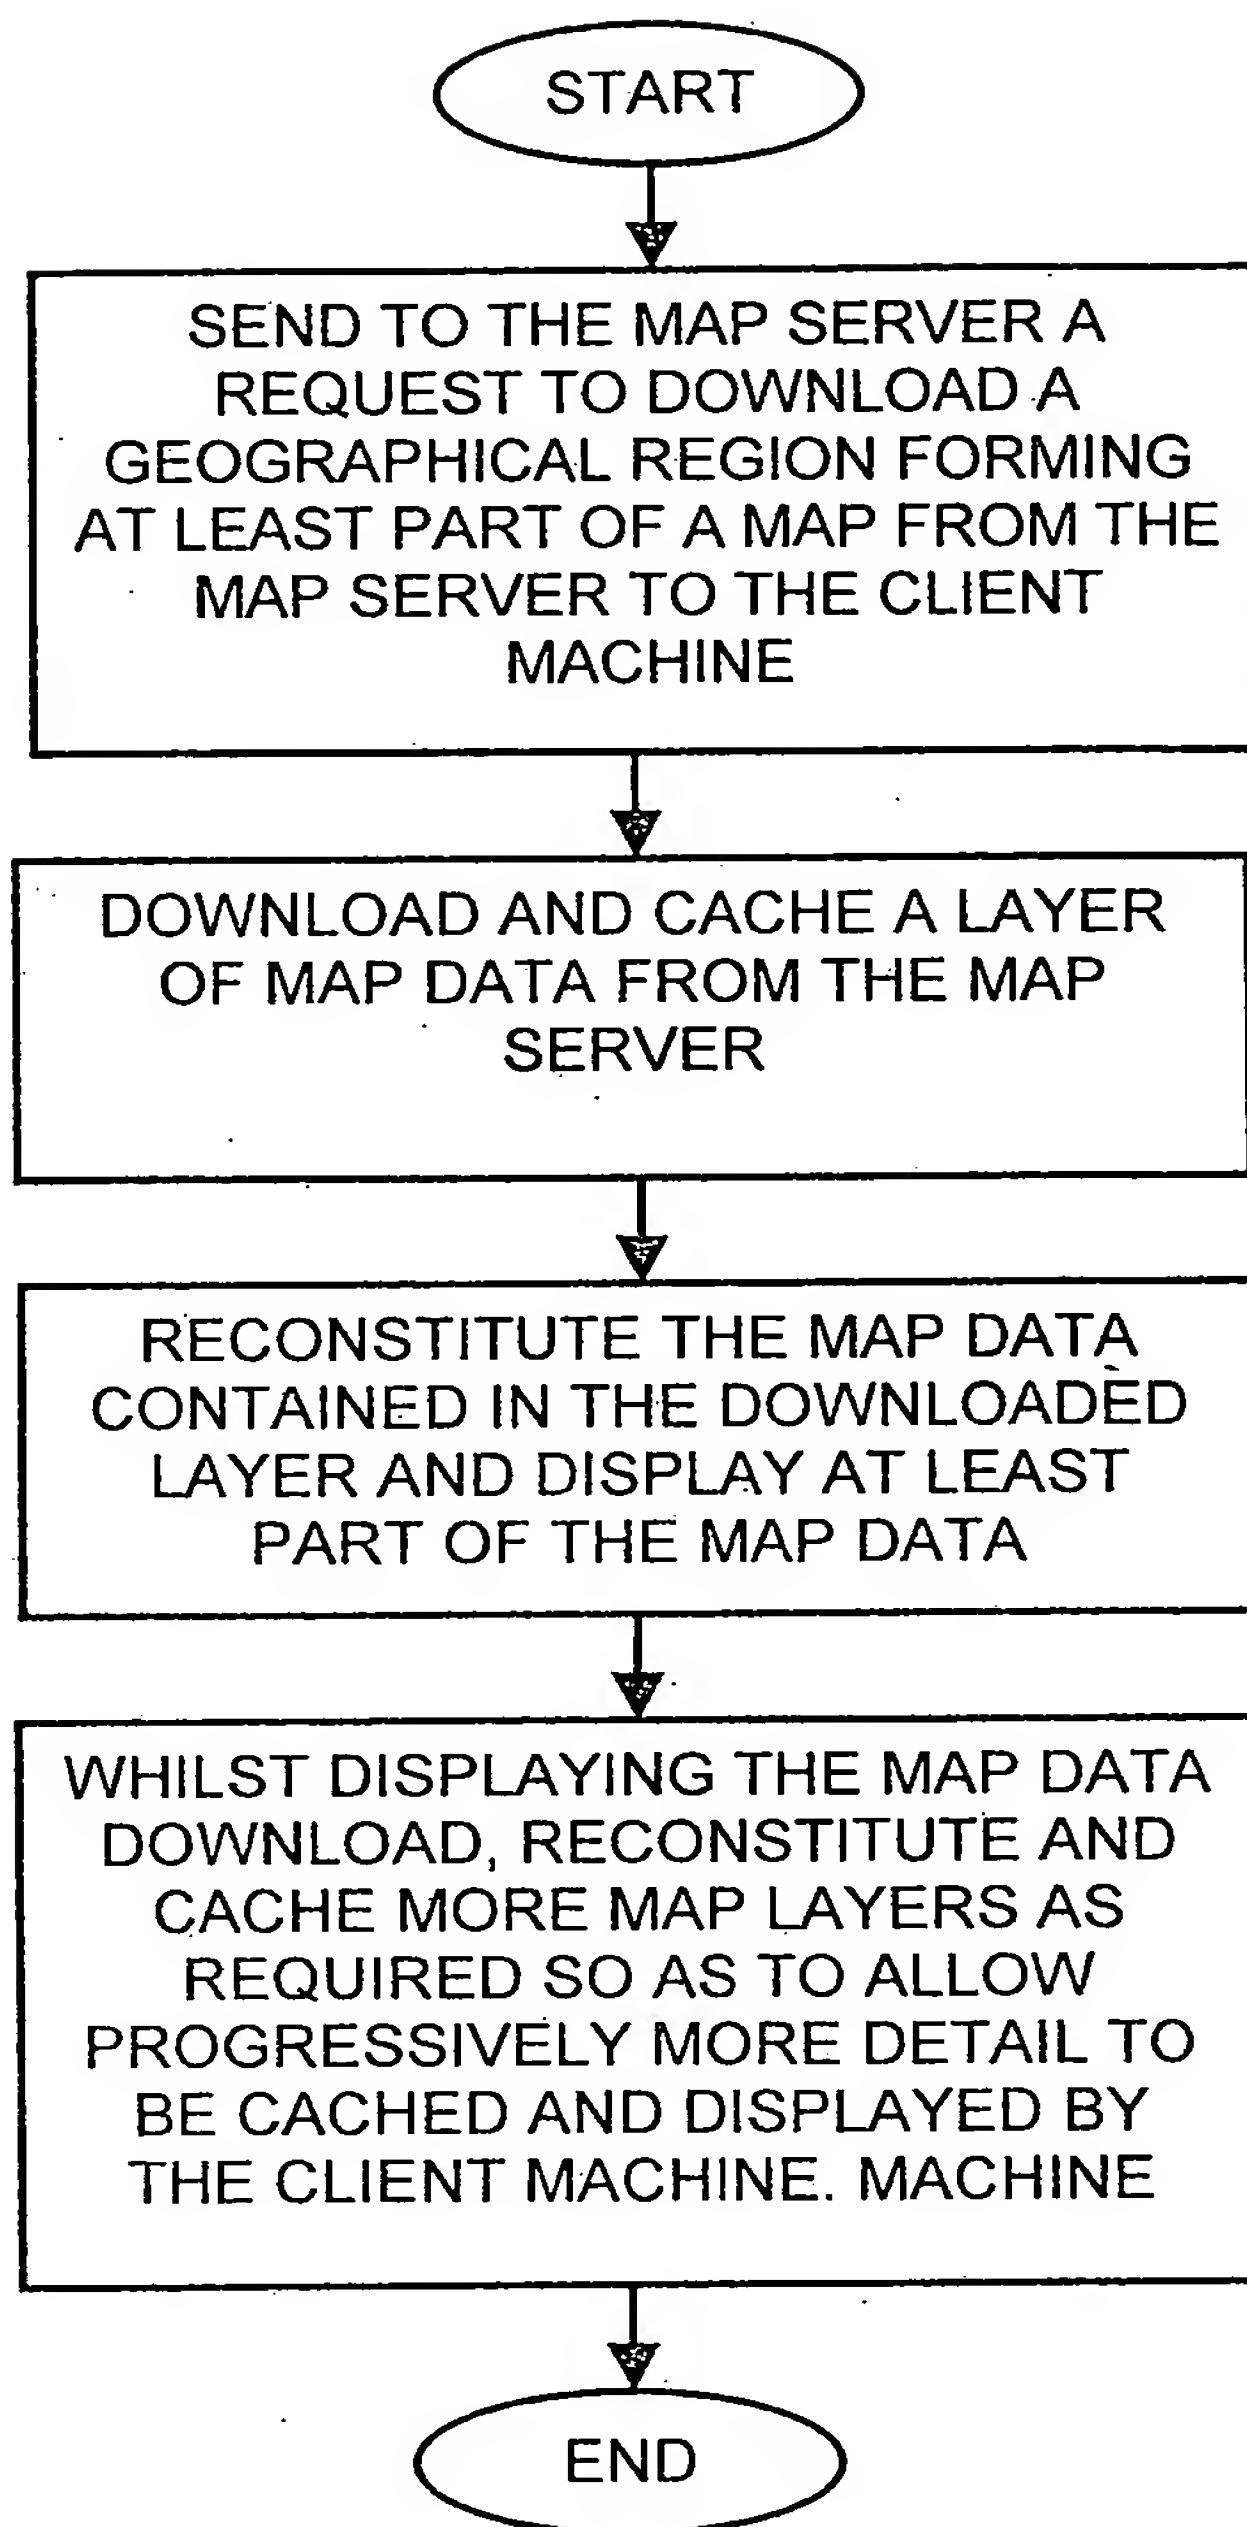 START
SEND TO THE MAP SERVER A
REQUEST TO DOWNLOAD A
GEOGRAPHICAL REGION FORMING
AT LEAST PART OF A MAP FROM THE
MAP SERVER TO THE CLIENT
MACHINE
DOWNLOAD AND CACHE A LAYER
OF MAP DATA FROM THE MAP
SERVER
RECONSTITUTE THE MAP DATA
CONTAINED IN THE DOWNLOADED
LAYER AND DISPLAY AT LEAST
PART OF THE MAP DATA
WHILST DISPLAYING THE MAP DATA
DOWNLOAD, RECONSTITUTE AND
CACHE MORE MAP LAYERS AS
REQUIRED SO AS TO ALLOW
PROGRESSIVELY MORE DETAIL TO
BE CACHED AND DISPLAYED BY
THE CLIENT MACHINE. MACHINE
END